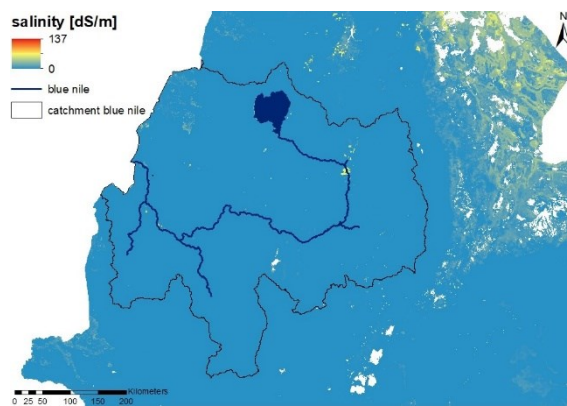 salinity [dS/m]
137
0
blue nile
catchment blue nile
N
Kilometers
0 25 50 100 150 200